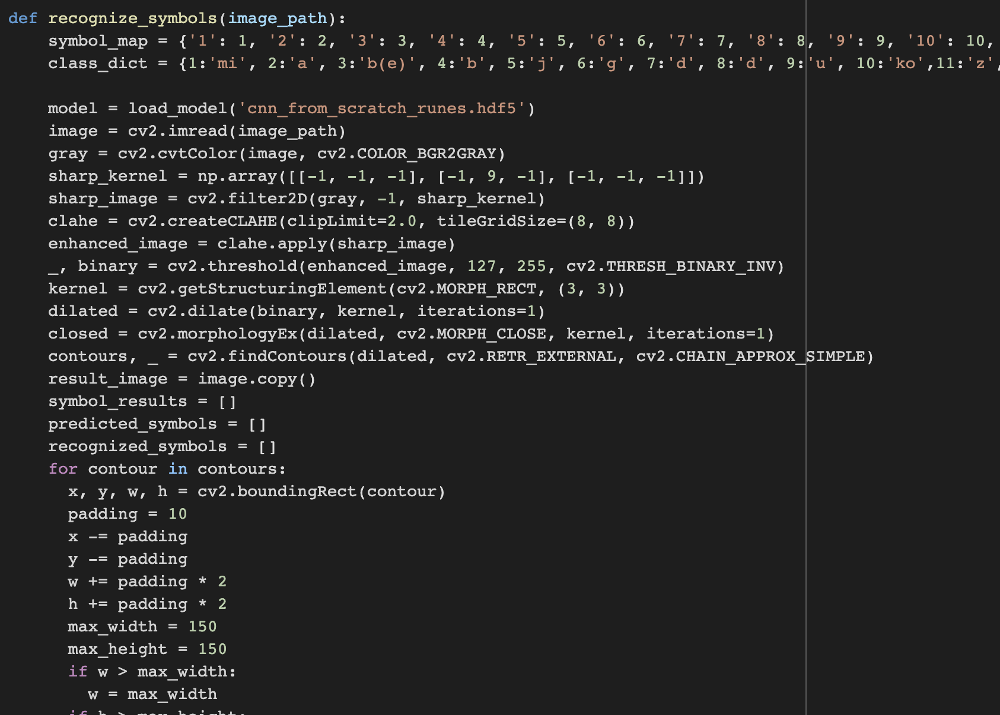 def recognize_symbols(image_path):
    symbol_map = {'1': 1, '2': 2, '3': 3, '4': 4, '5': 5, '6': 6, '7': 7, '8': 8, '9': 9, '10': 10,
    class_dict = {1:'mi', 2:'a', 3:'b(e)', 4:'b', 5:'j', 6:'g', 7:'d', 8:'d', 9:'u', 10:'ko',11:'z',
    model = load_model('cnn_from_scratch_runes.hdf5')
    image = cv2.imread(image_path)
    gray = cv2.cvtColor(image, cv2.COLOR_BGR2GRAY)
    sharp_kernel = np.array([[-1, -1, -1], [-1, 9, -1], [-1, -1, -1]])
    sharp_image = cv2.filter2D(gray, -1, sharp_kernel)
    clahe = cv2.createCLAHE(clipLimit=2.0, tileGridSize=(8, 8))
    enhanced_image = clahe.apply(sharp_image)
    _, binary = cv2.threshold(enhanced_image, 127, 255, cv2.THRESH_BINARY_INV)
    kernel = cv2.getStructuringElement(cv2.MORPH_RECT, (3, 3))
    dilated = cv2.dilate(binary, kernel, iterations=1)
    closed = cv2.morphologyEx(dilated, cv2.MORPH_CLOSE, kernel, iterations=1)
    contours, _ = cv2.findContours(dilated, cv2.RETR_EXTERNAL, cv2.CHAIN_APPROX_SIMPLE)
    result_image = image.copy()
    symbol_results = []
    predicted_symbols = []
    recognized_symbols = []
    for contour in contours:
      x, y, w, h = cv2.boundingRect(contour)
      padding = 10
      x -= padding
      y -= padding
      w += padding * 2
      h += padding * 2
      max_width = 150
      max_height = 150
      if w > max_width:
        w = max_width
      if h > max_height: